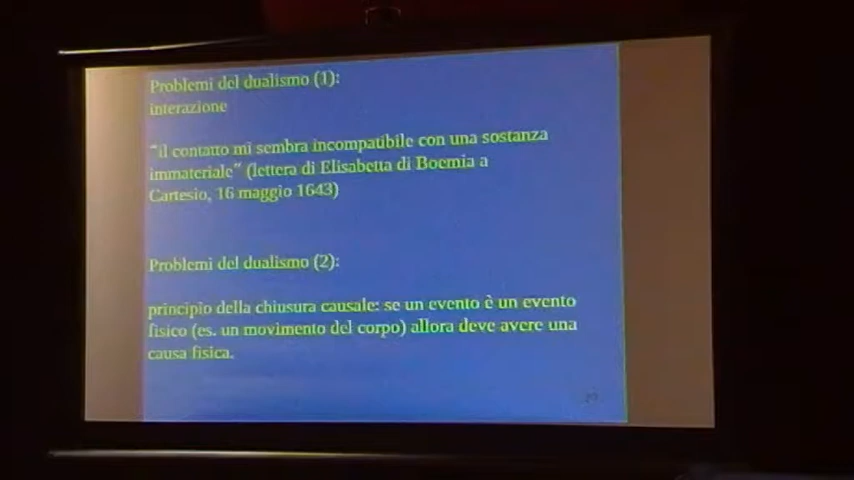 Problemi del dualismo (1):
interazione
"il contatto mi sembra incompatibile con una sostanza
immateriale" (lettera di Elisabetta di Boemia a
Cartesio, 16 maggio 1643)
Problemi del dualismo (2):
principio della chiusura causale: se un evento è un evento
fisico (es. un movimento del corpo) allora deve avere una
causa fisica.